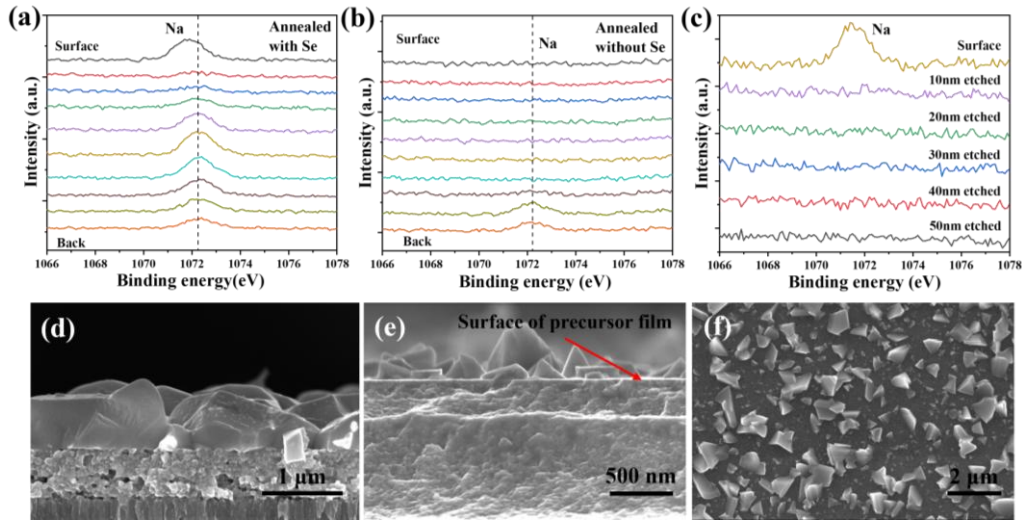 (a)
Na
Annealed
with Se
Surface
Back
Intensity (a.u.)
1066 1068 1070 1072 1074 1076 1078
Binding energy(eV)
(b)
Surface
Na
Annealed
without Se
Back
Intensity (a.u.)
1066 1068 1070 1072 1074 1076 1078
Binding energy (eV)
(c)
Na
Surface
10nm etched
20nm etched
30nm etched
40nm etched
50nm etched
Intensity (a.u.)
1066 1068 1070 1072 1074 1076 1078
Binding energy (eV)
(d)
1 μm
(e)
Surface of precursor film
500 nm
(f)
2 μm